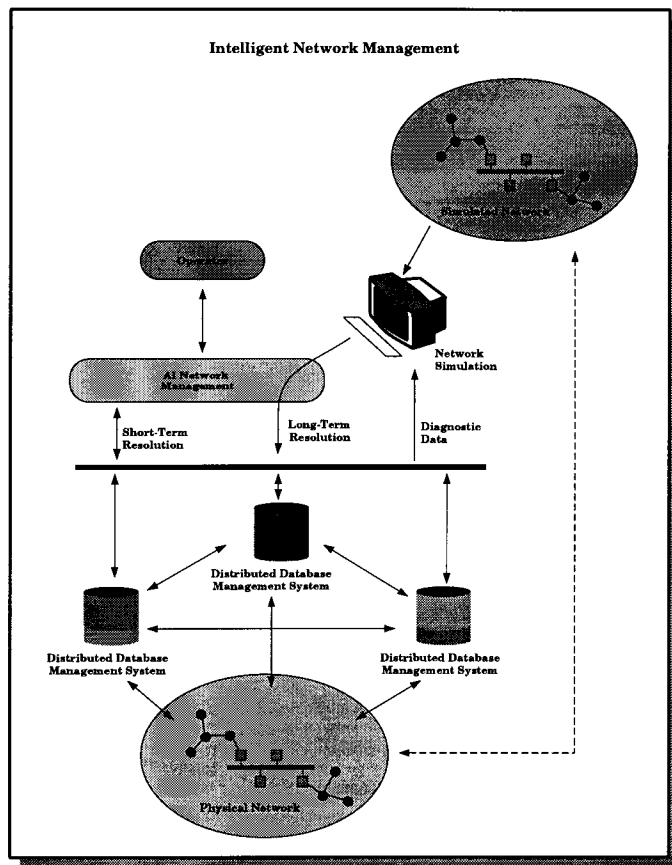 Intelligent Network Management
Simulated Network
Operator
Network
Simulation
AI Network
Management
Short-Term
Resolution
Long-Term
Resolution
Diagnostic
Data
Distributed Database
Management System
Distributed Database
Management System
Distributed Database
Management System
Physical Network